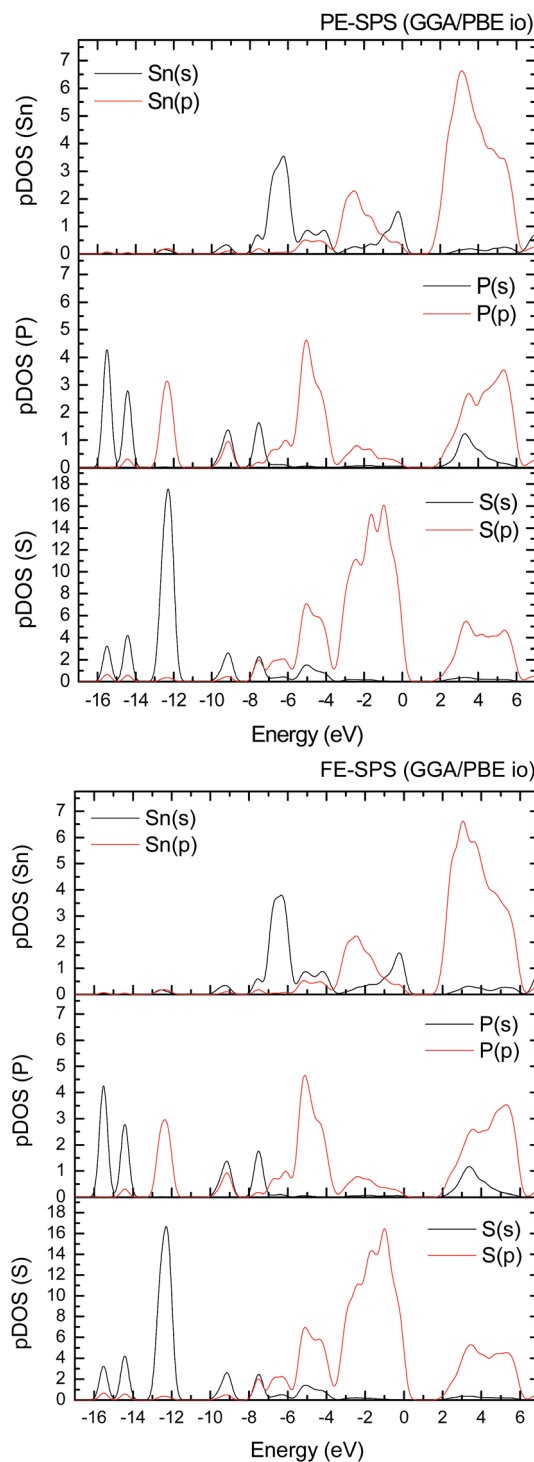 PE-SPS (GGA/PBE io)
Sn(s)
Sn(p)
pDOS (Sn)
7
6
5
4
3
2
1
0
P(s)
P(p)
pDOS (P)
7
6
5
4
3
2
1
0
S(s)
S(p)
pDOS (S)
18
16
14
12
10
8
6
4
2
0
-16 -14 -12 -10 -8 -6 -4 -2 0 2 4 6
Energy (eV)
FE-SPS (GGA/PBE io)
Sn(s)
Sn(p)
pDOS (Sn)
7
6
5
4
3
2
1
0
P(s)
P(p)
pDOS (P)
7
6
5
4
3
2
1
0
S(s)
S(p)
pDOS (S)
18
16
14
12
10
8
6
4
2
0
-16 -14 -12 -10 -8 -6 -4 -2 0 2 4 6
Energy (eV)